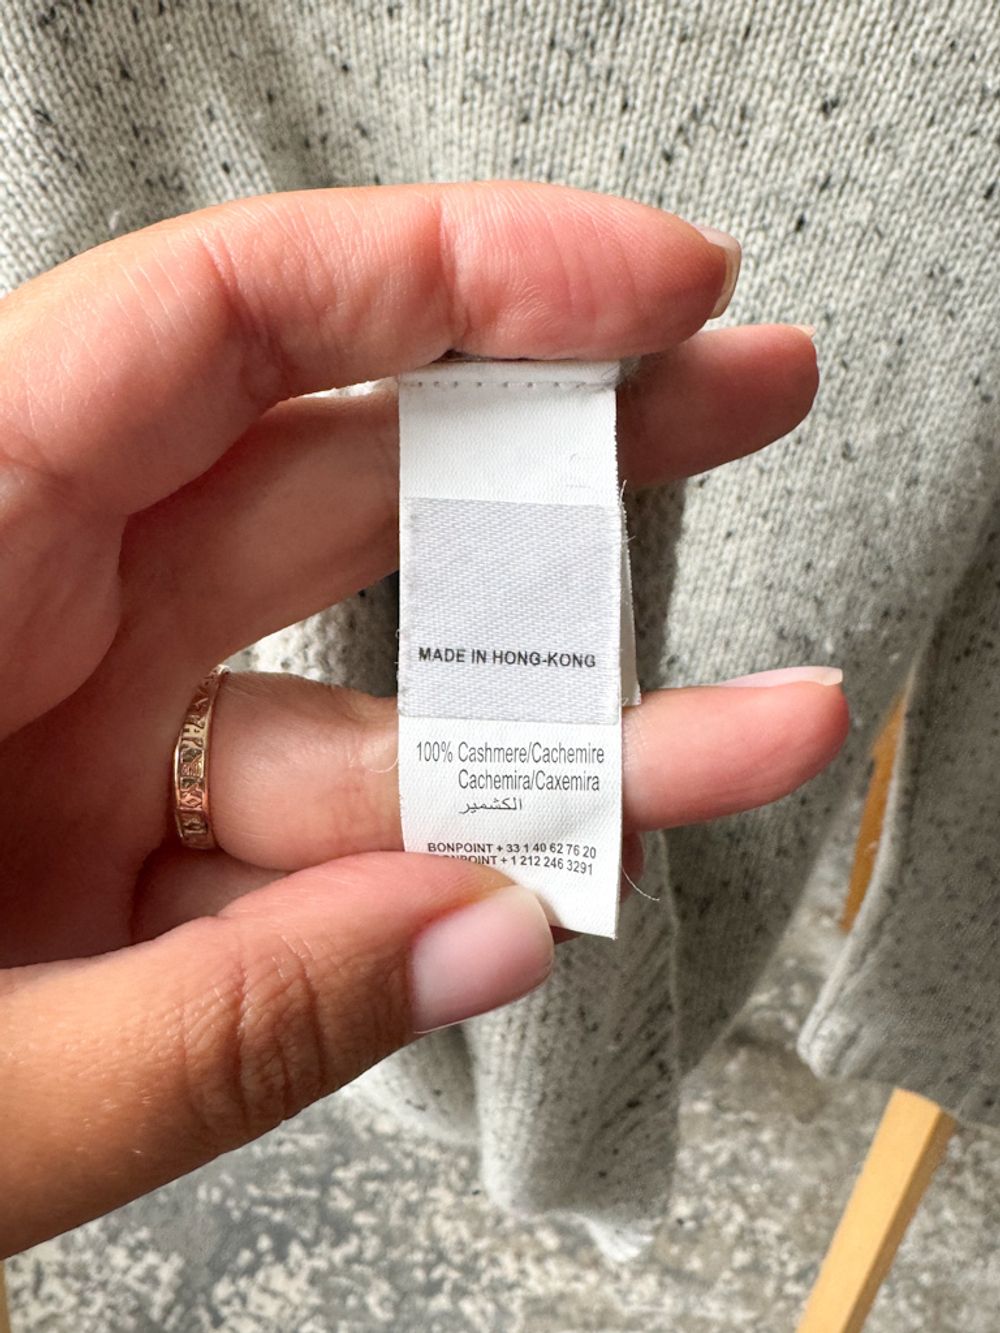 MADE IN HONG-KONG
100% Cashmere/Cachemire
Cachemira/Caxemira
الكشمير
BONPOINT + 33 1 40 62 76 20
BONPOINT + 1 212 246 3291